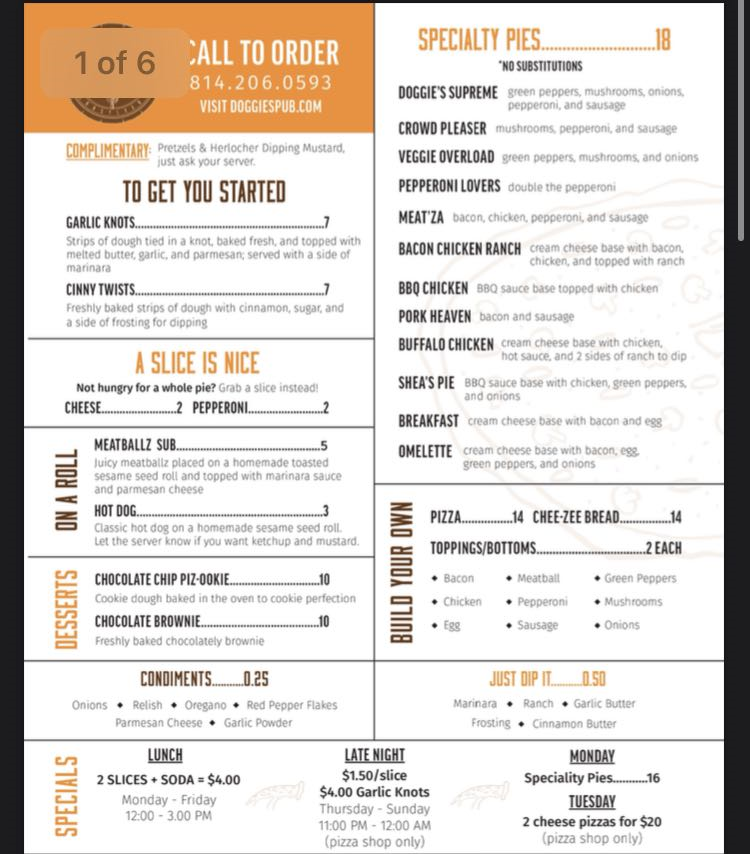 1 of 6
CALL TO ORDER
814.206.0593
VISIT DOGGIESPUB.COM
COMPLIMENTARY: Pretzels & Herlocher Dipping Mustard,
just ask your server.
TO GET YOU STARTED
GARLIC KNOTS..........7
Strips of dough tied in a knot, baked fresh, and topped with
melted butter, garlic, and parmesan; served with a side of
marinara
CINNY TWISTS..........7
Freshly baked strips of dough with cinnamon, sugar, and
a side of frosting for dipping
A SLICE IS NICE
Not hungry for a whole pie? Grab a slice instead!
CHEESE..........2 PEPPERONI..........2
ON A ROLL
MEATBALLZ SUB..........5
Juicy meatballz placed on a homemade toasted
sesame seed roll and topped with marinara sauce
and parmesan cheese
HOT DOG..........3
Classic hot dog on a homemade sesame seed roll.
Let the server know if you want ketchup and mustard.
DESSERTS
CHOCOLATE CHIP PIZ-OOKIE..........10
Cookie dough baked in the oven to cookie perfection
CHOCOLATE BROWNIE..........10
Freshly baked chocolately brownie
CONDIMENTS..........0.25
Onions ◆ Relish ◆ Oregano ◆ Red Pepper Flakes
Parmesan Cheese ◆ Garlic Powder
SPECIALTY PIES..........18
*NO SUBSTITUTIONS
DOGGIE'S SUPREME green peppers, mushrooms, onions,
pepperoni, and sausage
CROWD PLEASER mushrooms, pepperoni, and sausage
VEGGIE OVERLOAD green peppers, mushrooms, and onions
PEPPERONI LOVERS double the pepperoni
MEAT'ZA bacon, chicken, pepperoni, and sausage
BACON CHICKEN RANCH cream cheese base with bacon,
chicken, and topped with ranch
BBQ CHICKEN BBQ sauce base topped with chicken
PORK HEAVEN bacon and sausage
BUFFALO CHICKEN cream cheese base with chicken,
hot sauce, and 2 sides of ranch to dip
SHEA'S PIE BBQ sauce base with chicken, green peppers,
and onions
BREAKFAST cream cheese base with bacon and egg
OMELETTE cream cheese base with bacon, egg,
green peppers, and onions
BUILD YOUR OWN
PIZZA..........14 CHEE-ZEE BREAD..........14
TOPPINGS/BOTTOMS..........2 EACH
◆ Bacon ◆ Meatball ◆ Green Peppers
◆ Chicken ◆ Pepperoni ◆ Mushrooms
◆ Egg ◆ Sausage ◆ Onions
JUST DIP IT..........0.50
Marinara ◆ Ranch ◆ Garlic Butter
Frosting ◆ Cinnamon Butter
SPECIALS
LUNCH
2 SLICES + SODA = $4.00
Monday - Friday
12:00 - 3.00 PM
LATE NIGHT
$1.50/slice
$4.00 Garlic Knots
Thursday - Sunday
11:00 PM - 12:00 AM
(pizza shop only)
MONDAY
Speciality Pies..........16
TUESDAY
2 cheese pizzas for $20
(pizza shop only)